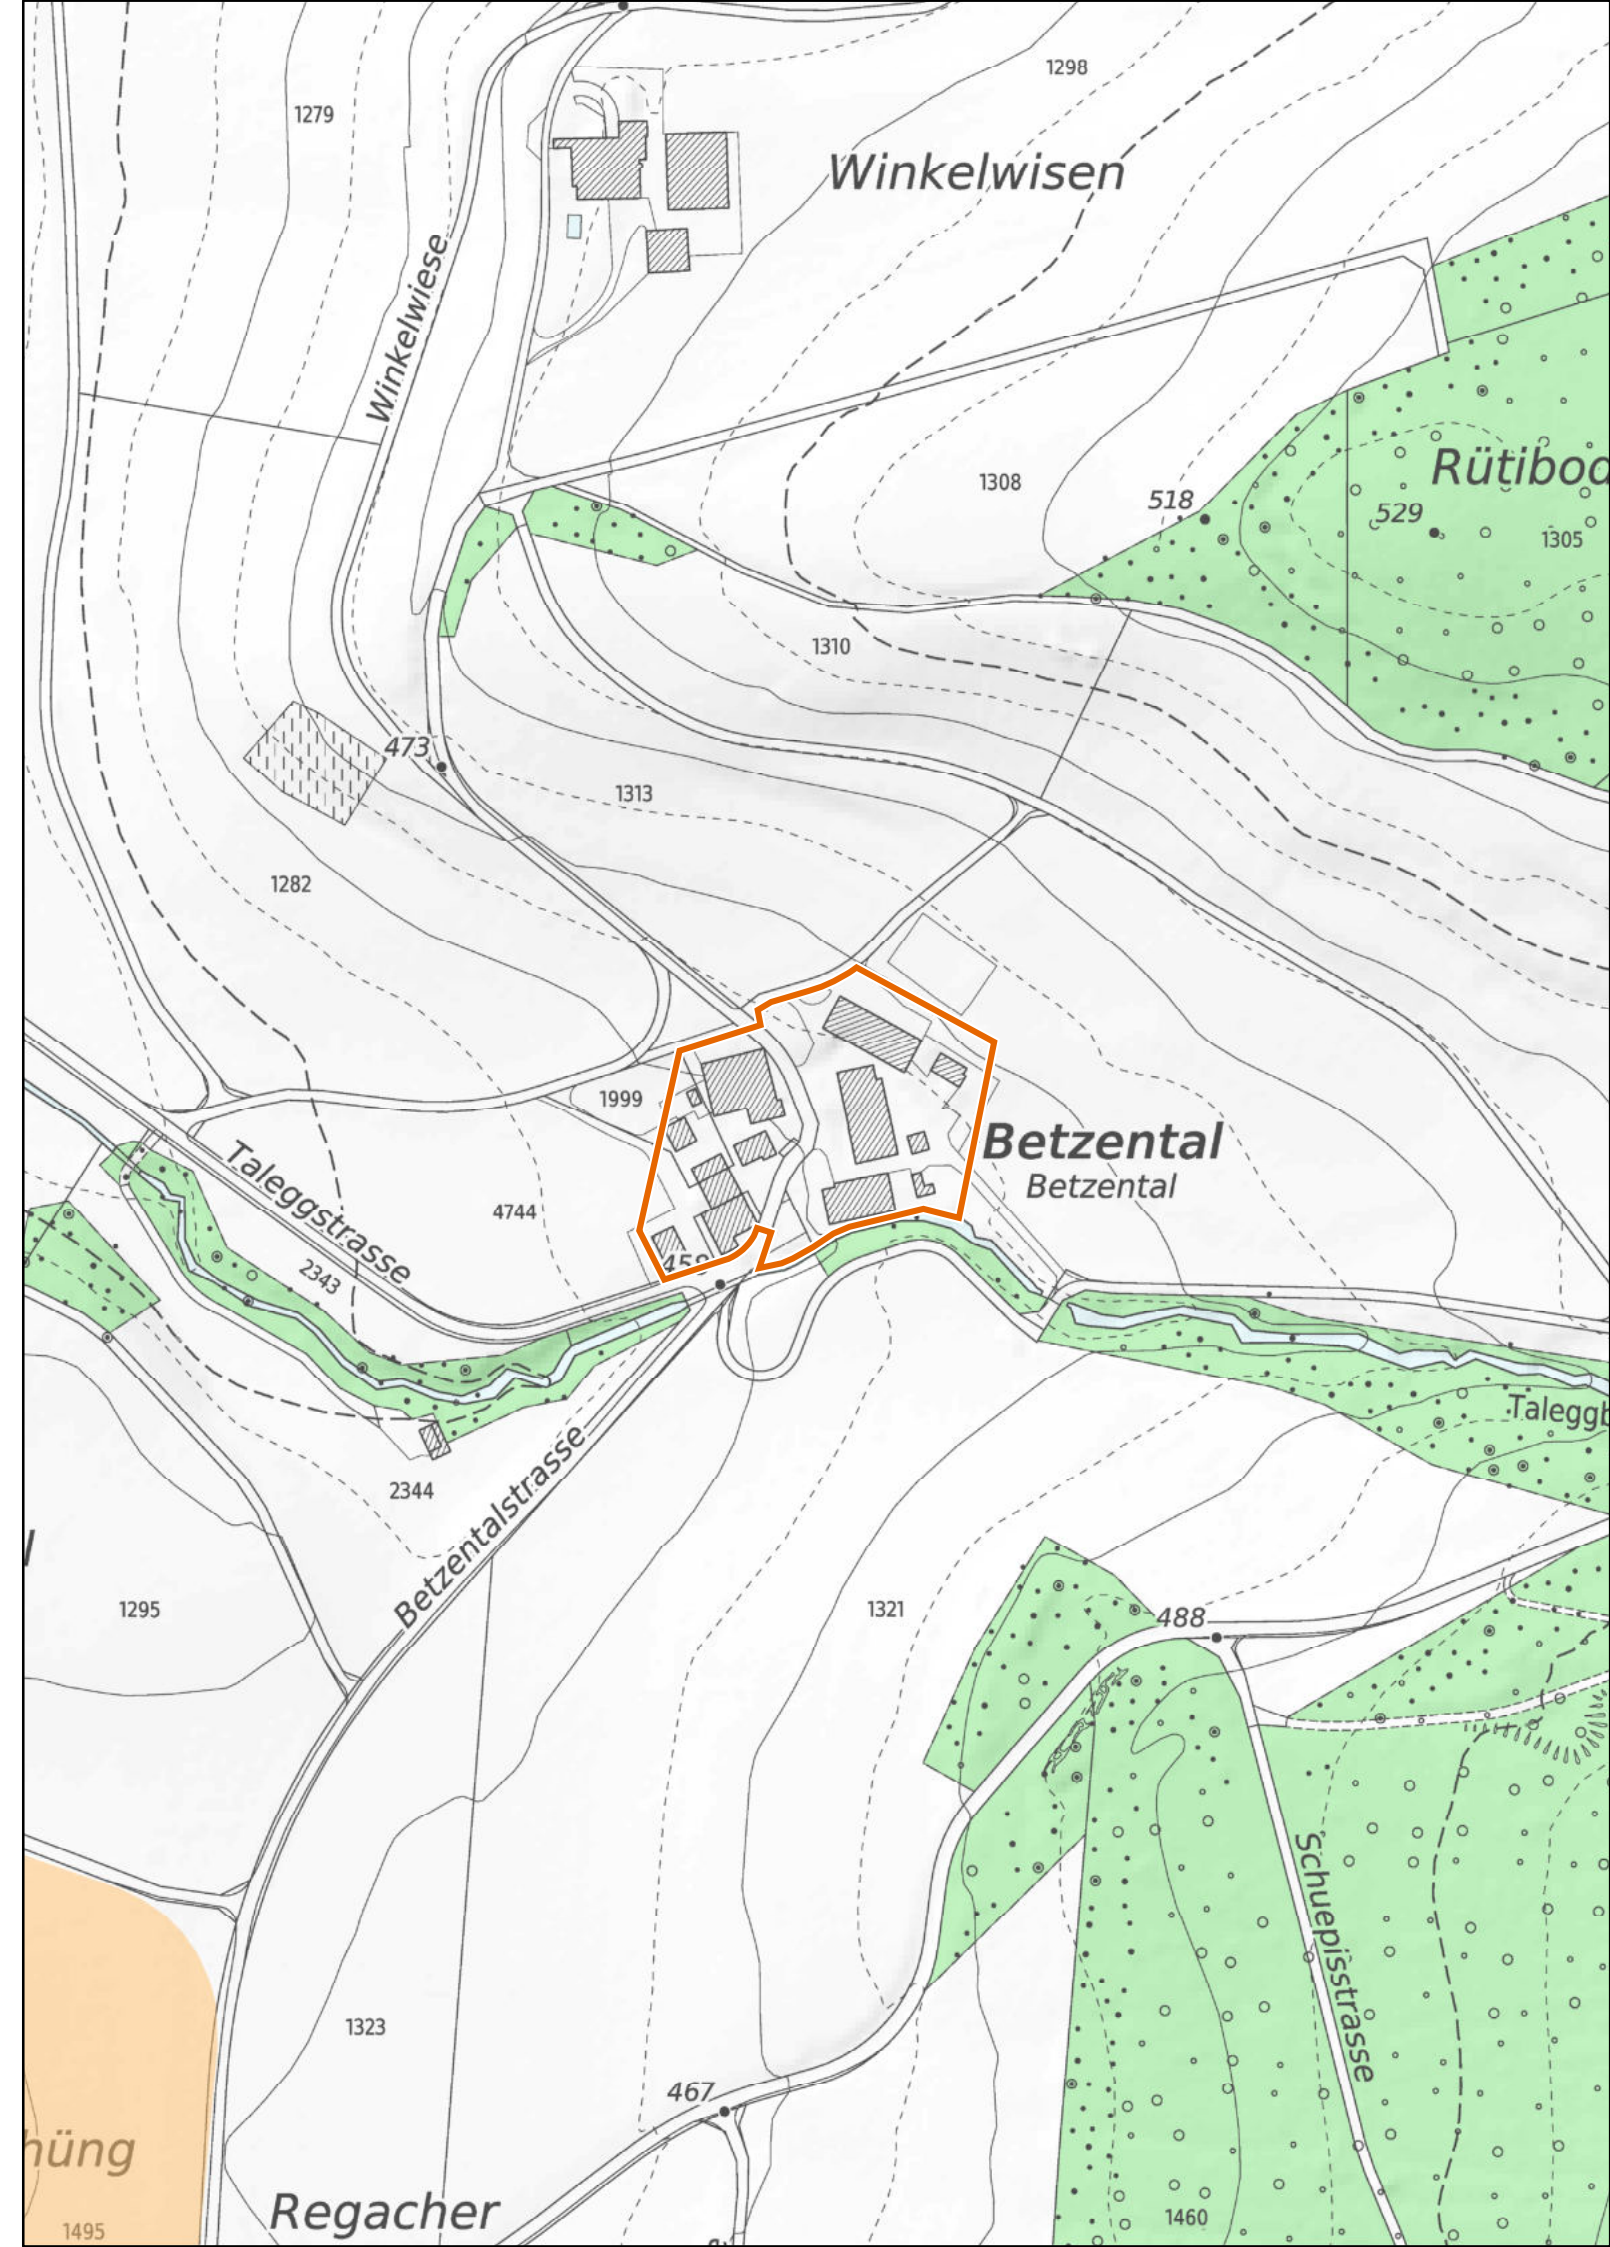 1298
1279
Winkelwisen
Winkelwiese
Rütibod
1308
518
529
1305
1310
473
1313
1282
1999
Betzental
Betzental
4744
Taleggstrasse
2343
458
Taleggb
2344
Betzentalstrasse
1295
1321
488
Schuepisstrasse
1323
467
hüng
Regacher
1495
1460